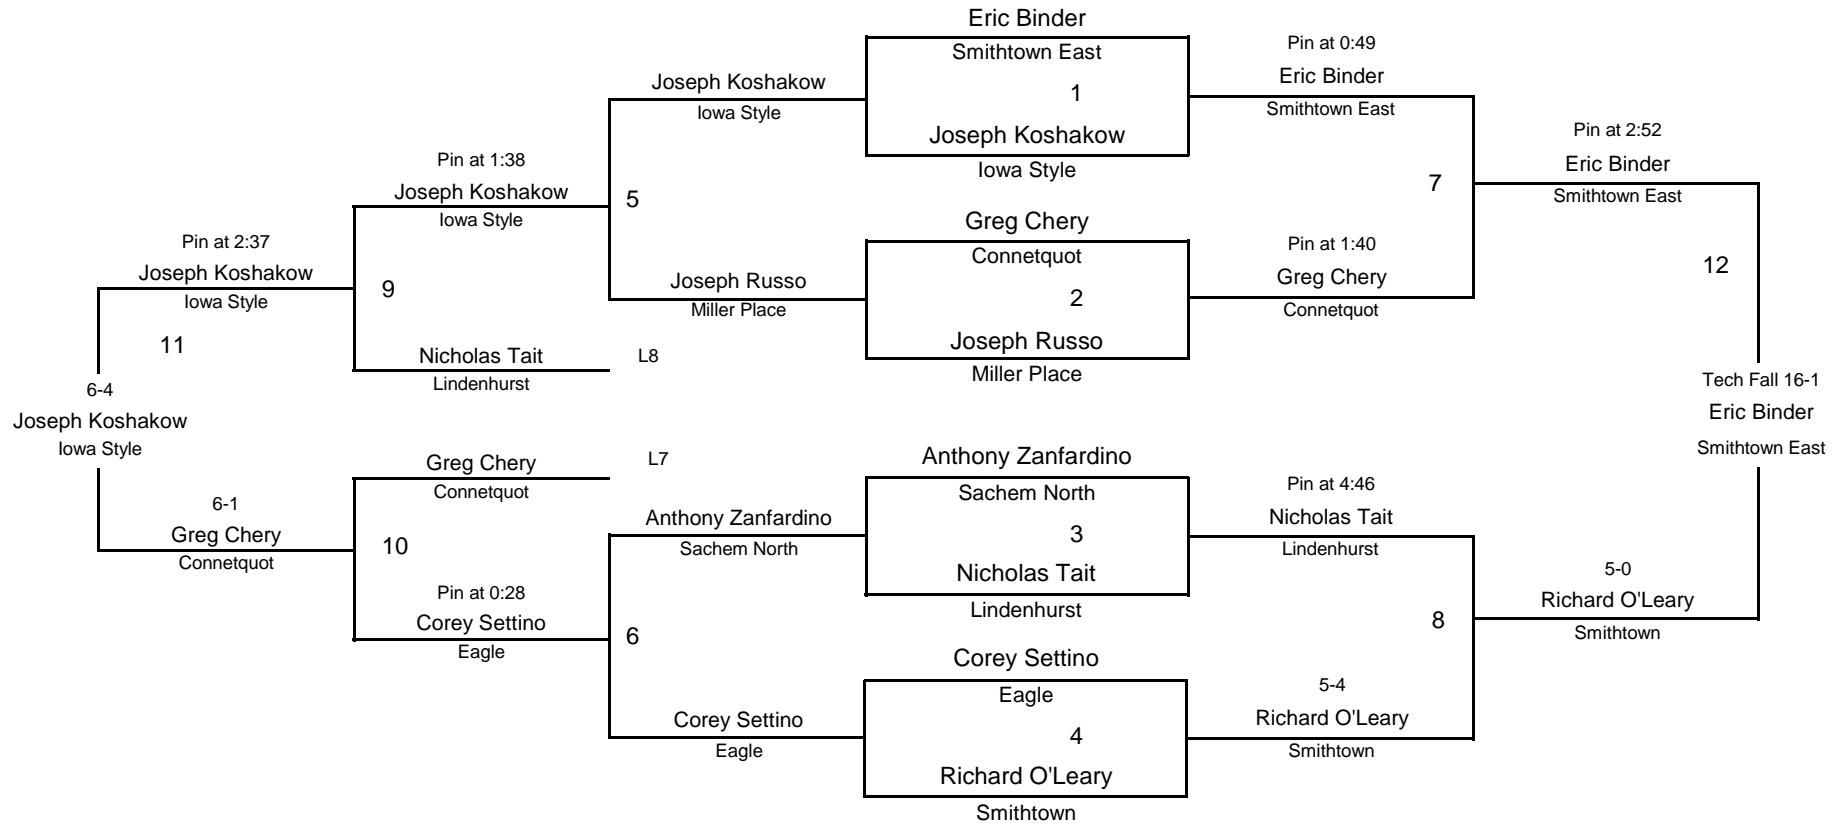 Eric Binder
Smithtown East
1
Joseph Koshakow
Iowa Style
Greg Chery
Connetquot
2
Joseph Russo
Miller Place
Anthony Zanfardino
Sachem North
3
Nicholas Tait
Lindenhurst
Corey Settino
Eagle
4
Richard O'Leary
Smithtown
Pin at 0:49
Eric Binder
Smithtown East
7
Pin at 1:40
Greg Chery
Connetquot
Pin at 4:46
Nicholas Tait
Lindenhurst
8
5-4
Richard O'Leary
Smithtown
Pin at 2:52
Eric Binder
Smithtown East
12
5-0
Richard O'Leary
Smithtown
Tech Fall 16-1
Eric Binder
Smithtown East
Joseph Koshakow
Iowa Style
5
Joseph Russo
Miller Place
L8
L7
Anthony Zanfardino
Sachem North
6
Corey Settino
Eagle
Pin at 1:38
Joseph Koshakow
Iowa Style
9
Nicholas Tait
Lindenhurst
Greg Chery
Connetquot
10
Pin at 0:28
Corey Settino
Eagle
Pin at 2:37
Joseph Koshakow
Iowa Style
11
6-1
Greg Chery
Connetquot
6-4
Joseph Koshakow
Iowa Style